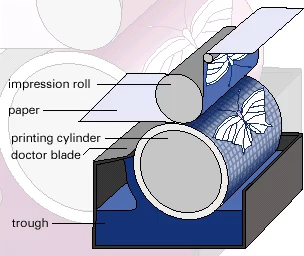 impression roll
paper
printing cylinder
doctor blade
trough